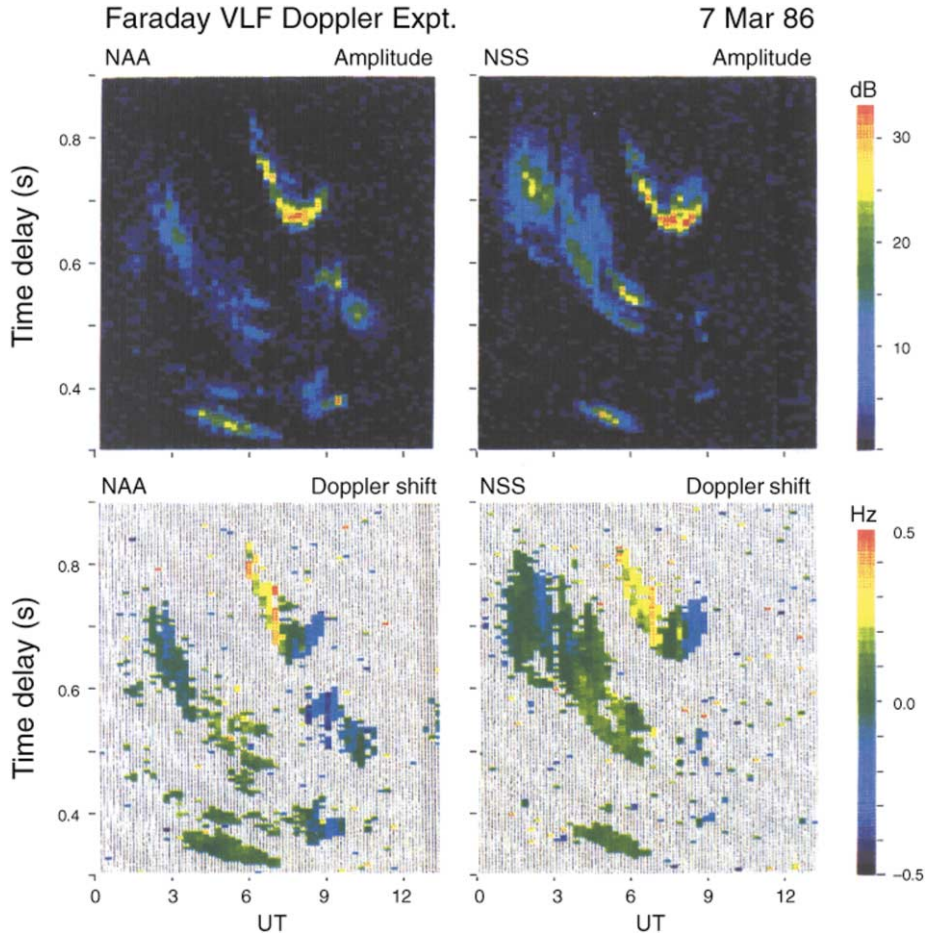 Faraday VLF Doppler Expt. 7 Mar 86
NAA Amplitude NSS Amplitude
dB
Time delay (s)
0.8
0.6
0.4
30
20
10
NAA Doppler shift NSS Doppler shift
Hz
Time delay (s)
0.8
0.6
0.4
0.5
0.0
−0.5
0 3 6 9 12 0 3 6 9 12
UT UT